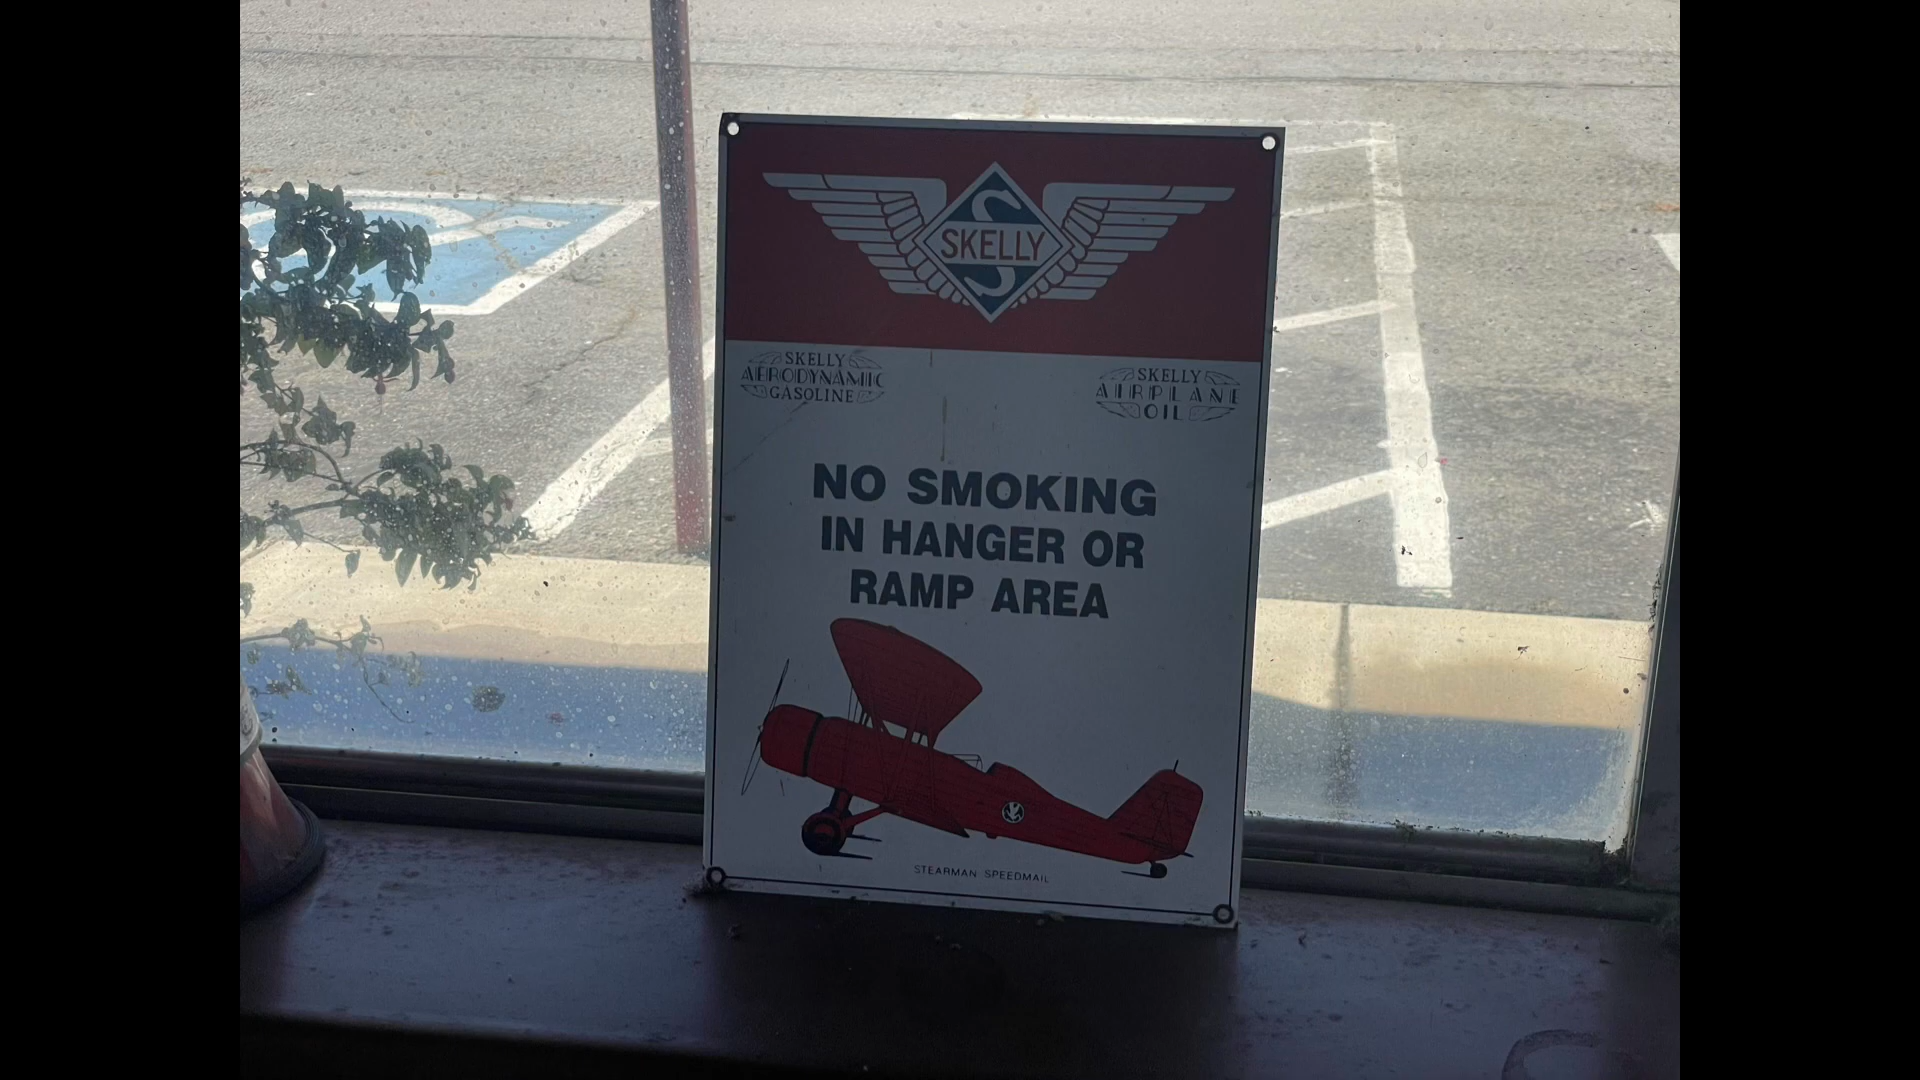 SKELLY
SKELLY
AERODYNAMIC
GASOLINE
SKELLY
AIRPLANE
OIL
NO SMOKING
IN HANGER OR
RAMP AREA
STEARMAN SPEEDMAIL